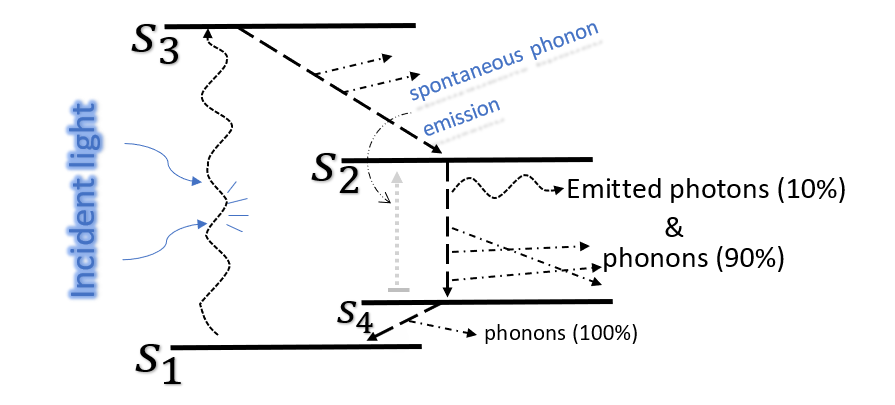 S3
spontaneous phonon
emission
Incident light
S2
Emitted photons (10%)
&
phonons (90%)
S4
phonons (100%)
S1